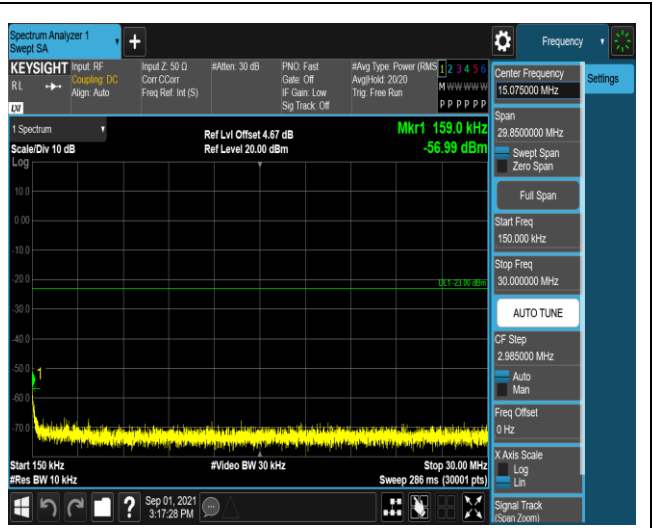 Spectrum Analyzer 1
Swept SA
+
Frequency
KEYSIGHT
RL
LXI
Input: RF
Coupling: DC
Align: Auto
Input Z: 50 Ω
Corr CCorr
Freq Ref: Int (S)
#Atten: 30 dB
PNO: Fast
Gate: Off
IF Gain: Low
Sig Track: Off
#Avg Type: Power (RMS
Avg|Hold: 20/20
Trig: Free Run
1 2 3 4 5 6
M W W W W W
P P P P P P
1 Spectrum
Scale/Div 10 dB
Log
Ref Lvl Offset 4.67 dB
Ref Level 20.00 dBm
Mkr1 159.0 kHz
-56.99 dBm
10.0
0.00
-10.0
-20.0
-30.0
-40.0
-50.0
-60.0
-70.0
DL1 -23.00 dBm
1
Start 150 kHz
#Res BW 10 kHz
#Video BW 30 kHz
Stop 30.00 MHz
Sweep 286 ms (30001 pts)
Center Frequency
15.075000 MHz
Settings
Span
29.8500000 MHz
Swept Span
Zero Span
Full Span
Start Freq
150.000 kHz
Stop Freq
30.000000 MHz
AUTO TUNE
CF Step
2.985000 MHz
Auto
Man
Freq Offset
0 Hz
X Axis Scale
Log
Lin
Signal Track
(Span Zoom)
?
Sep 01, 2021
3:17:28 PM